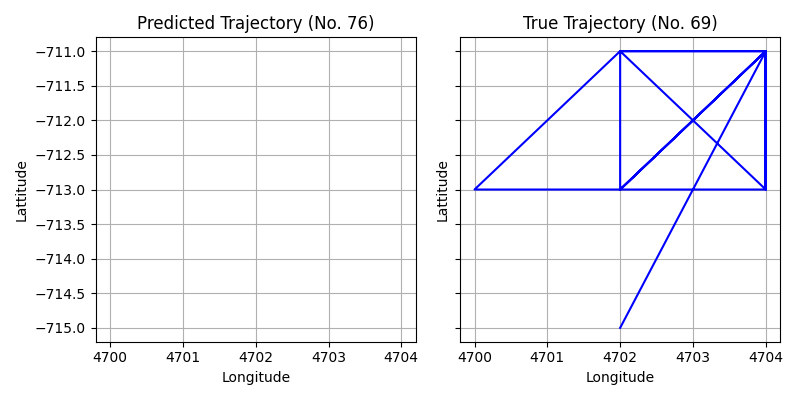 Predicted Trajectory (No. 76)
True Trajectory (No. 69)
−711.0
−711.5
−712.0
−712.5
−713.0
−713.5
−714.0
−714.5
−715.0
Lattitude
Lattitude
4700 4701 4702 4703 4704
4700 4701 4702 4703 4704
Longitude
Longitude